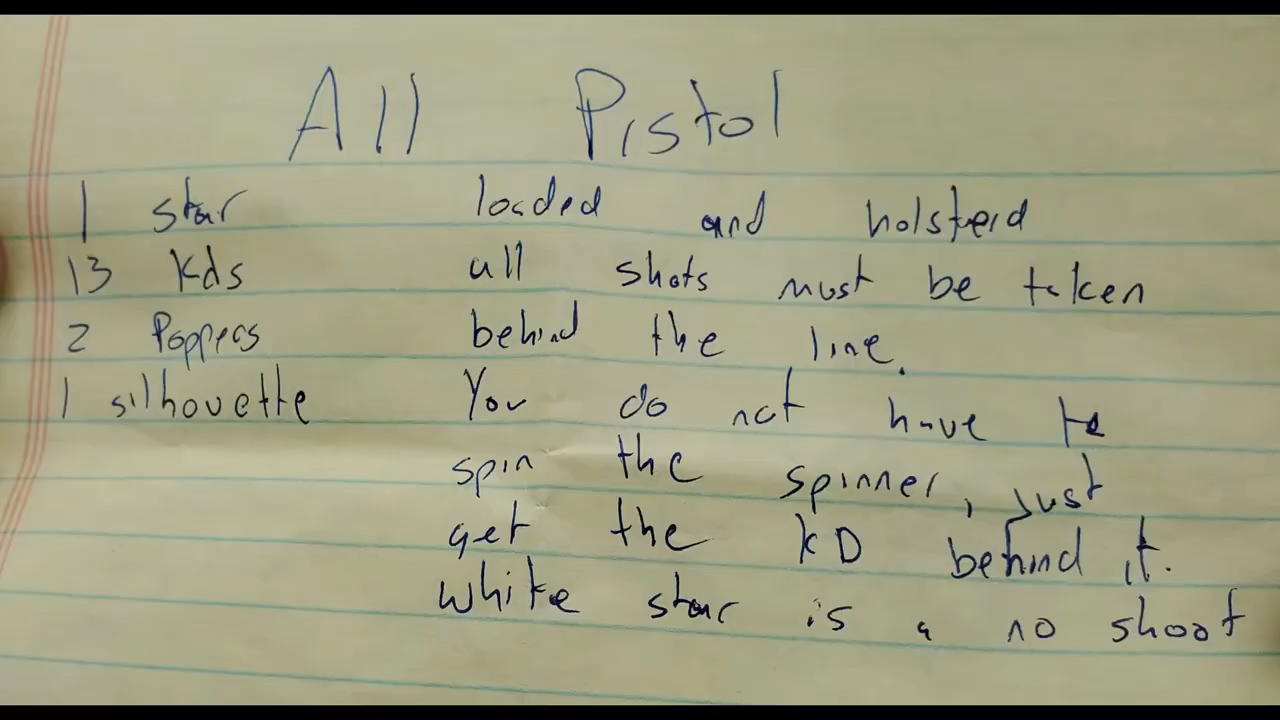 All Pistol
1 star loaded and holsterd
13 Kds all shots must be taken
2 Poppers behind the line.
1 silhouette You do not have to
spin the spinner, just
get the KD behind it.
white star is a no shoot